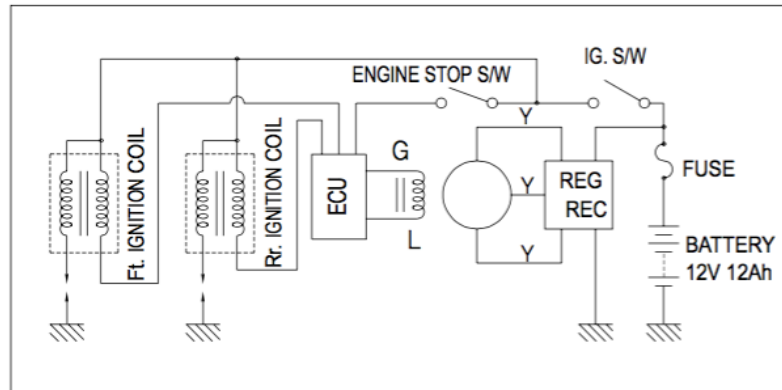 IG. S/W
ENGINE STOP S/W
Y
Ft. IGNITION COIL
Rr. IGNITION COIL
ECU
G
L
Y
Y
REG
REC
FUSE
BATTERY
12V 12Ah